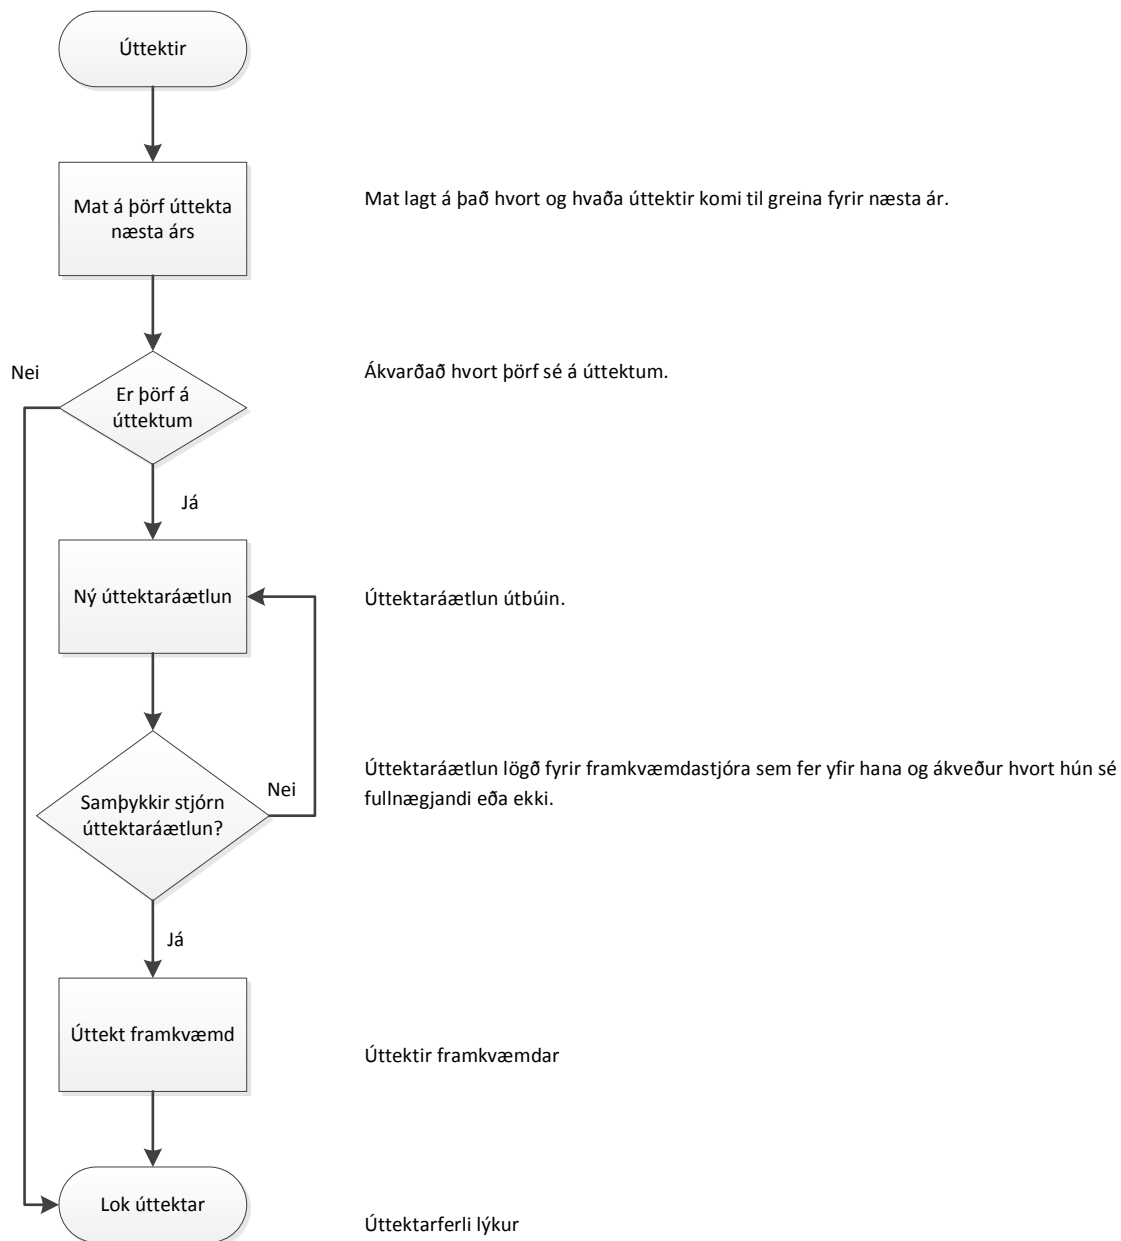 Úttektir
Mat á þörf úttekta
næsta árs
Mat lagt á það hvort og hvaða úttektir komi til greina fyrir næsta ár.
Nei
Er þörf á
úttektum
Ákvarðað hvort þörf sé á úttektum.
Já
Ný úttektaráætlun
Úttektaráætlun útbúin.
Samþykkir stjórn
úttektaráætlun?
Nei
Úttektaráætlun lögð fyrir framkvæmdastjóra sem fer yfir hana og ákveður hvort hún sé
fullnægjandi eða ekki.
Já
Úttekt framkvæmd
Úttektir framkvæmdar
Lok úttektar
Úttektarferli lýkur